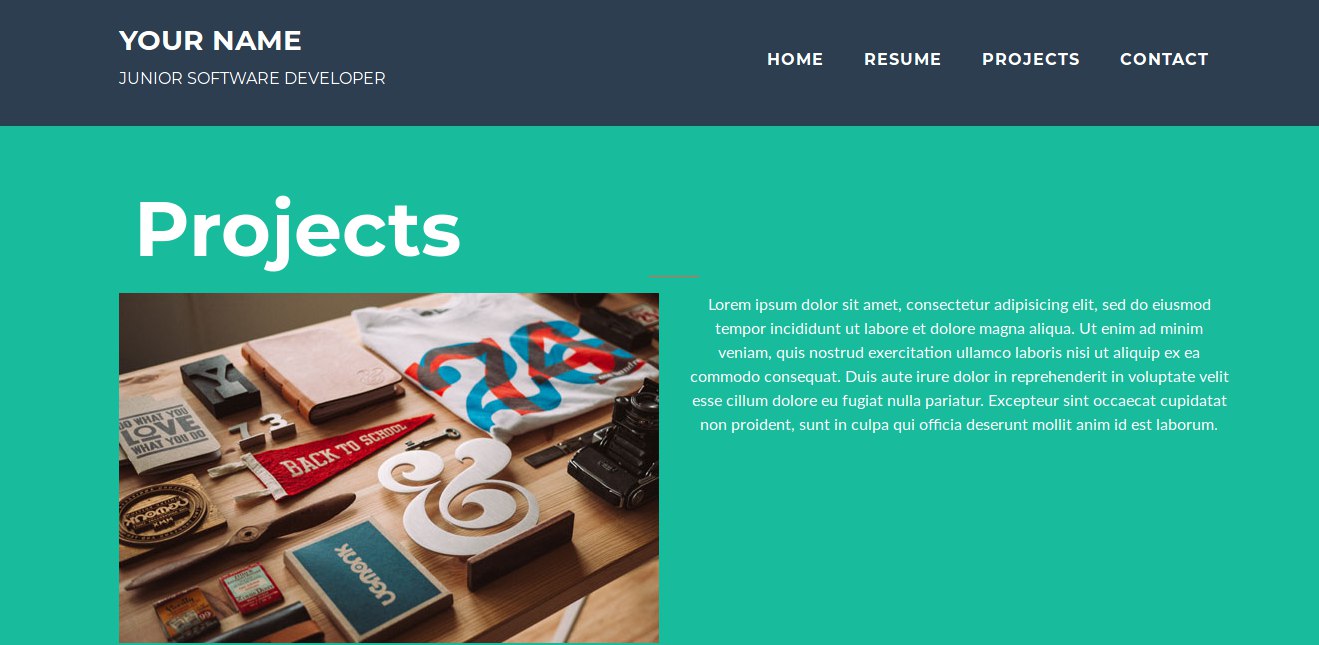 YOUR NAME
JUNIOR SOFTWARE DEVELOPER
HOME RESUME PROJECTS CONTACT
Projects
Lorem ipsum dolor sit amet, consectetur adipisicing elit, sed do eiusmod
tempor incididunt ut labore et dolore magna aliqua. Ut enim ad minim
veniam, quis nostrud exercitation ullamco laboris nisi ut aliquip ex ea
commodo consequat. Duis aute irure dolor in reprehenderit in voluptate velit
esse cillum dolore eu fugiat nulla pariatur. Excepteur sint occaecat cupidatat
non proident, sunt in culpa qui officia deserunt mollit anim id est laborum.
Y
DO WHAT YOU
LOVE
WHAT YOU DO
73
BACK TO SCHOOL
&
UGMONK